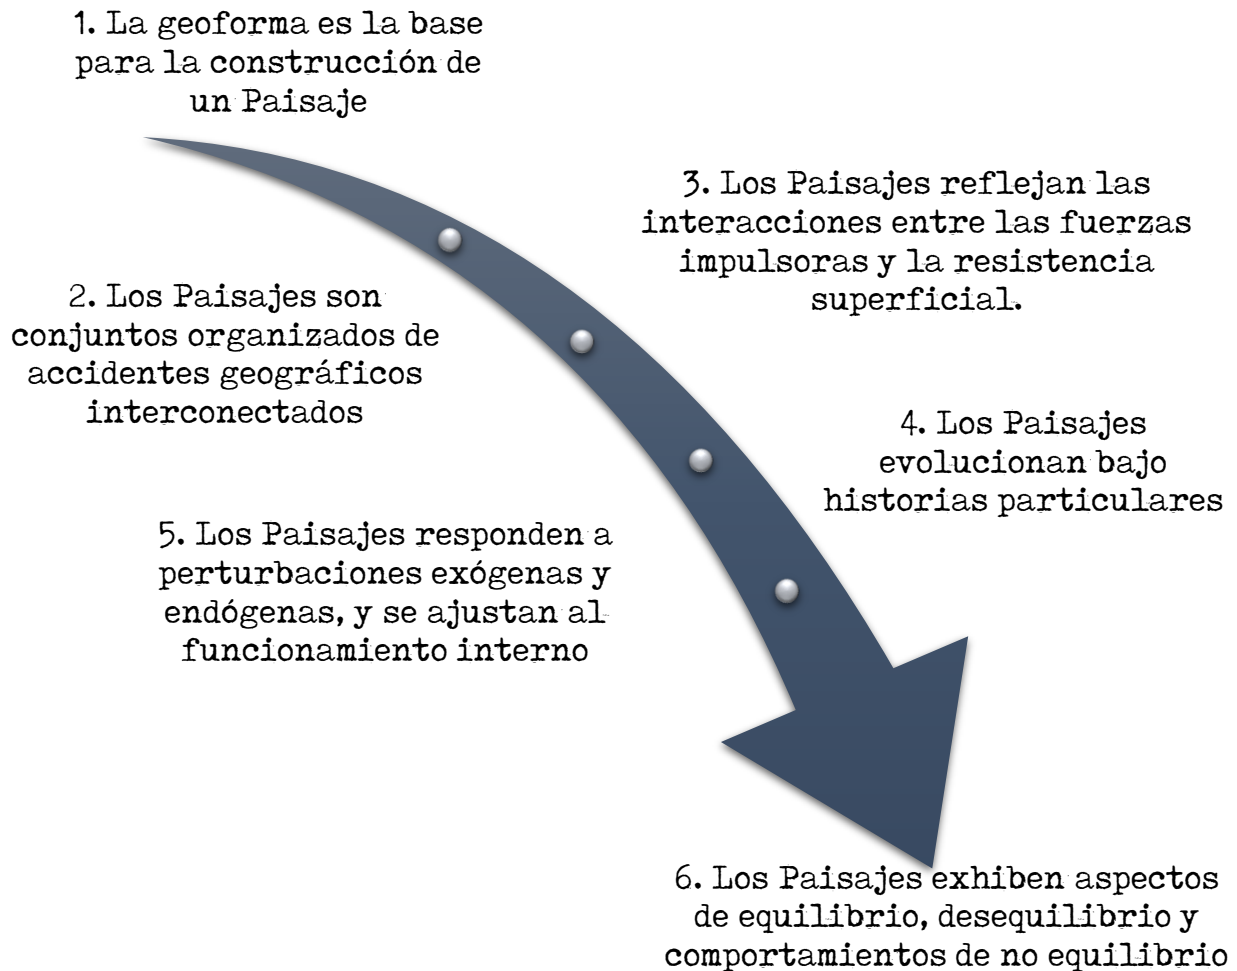 1. La geoforma es la base
para la construcción de
un Paisaje
2. Los Paisajes son
conjuntos organizados de
accidentes geográficos
interconectados
3. Los Paisajes reflejan las
interacciones entre las fuerzas
impulsoras y la resistencia
superficial.
4. Los Paisajes
evolucionan bajo
historias particulares
5. Los Paisajes responden a
perturbaciones exógenas y
endógenas, y se ajustan al
funcionamiento interno
6. Los Paisajes exhiben aspectos
de equilibrio, desequilibrio y
comportamientos de no equilibrio